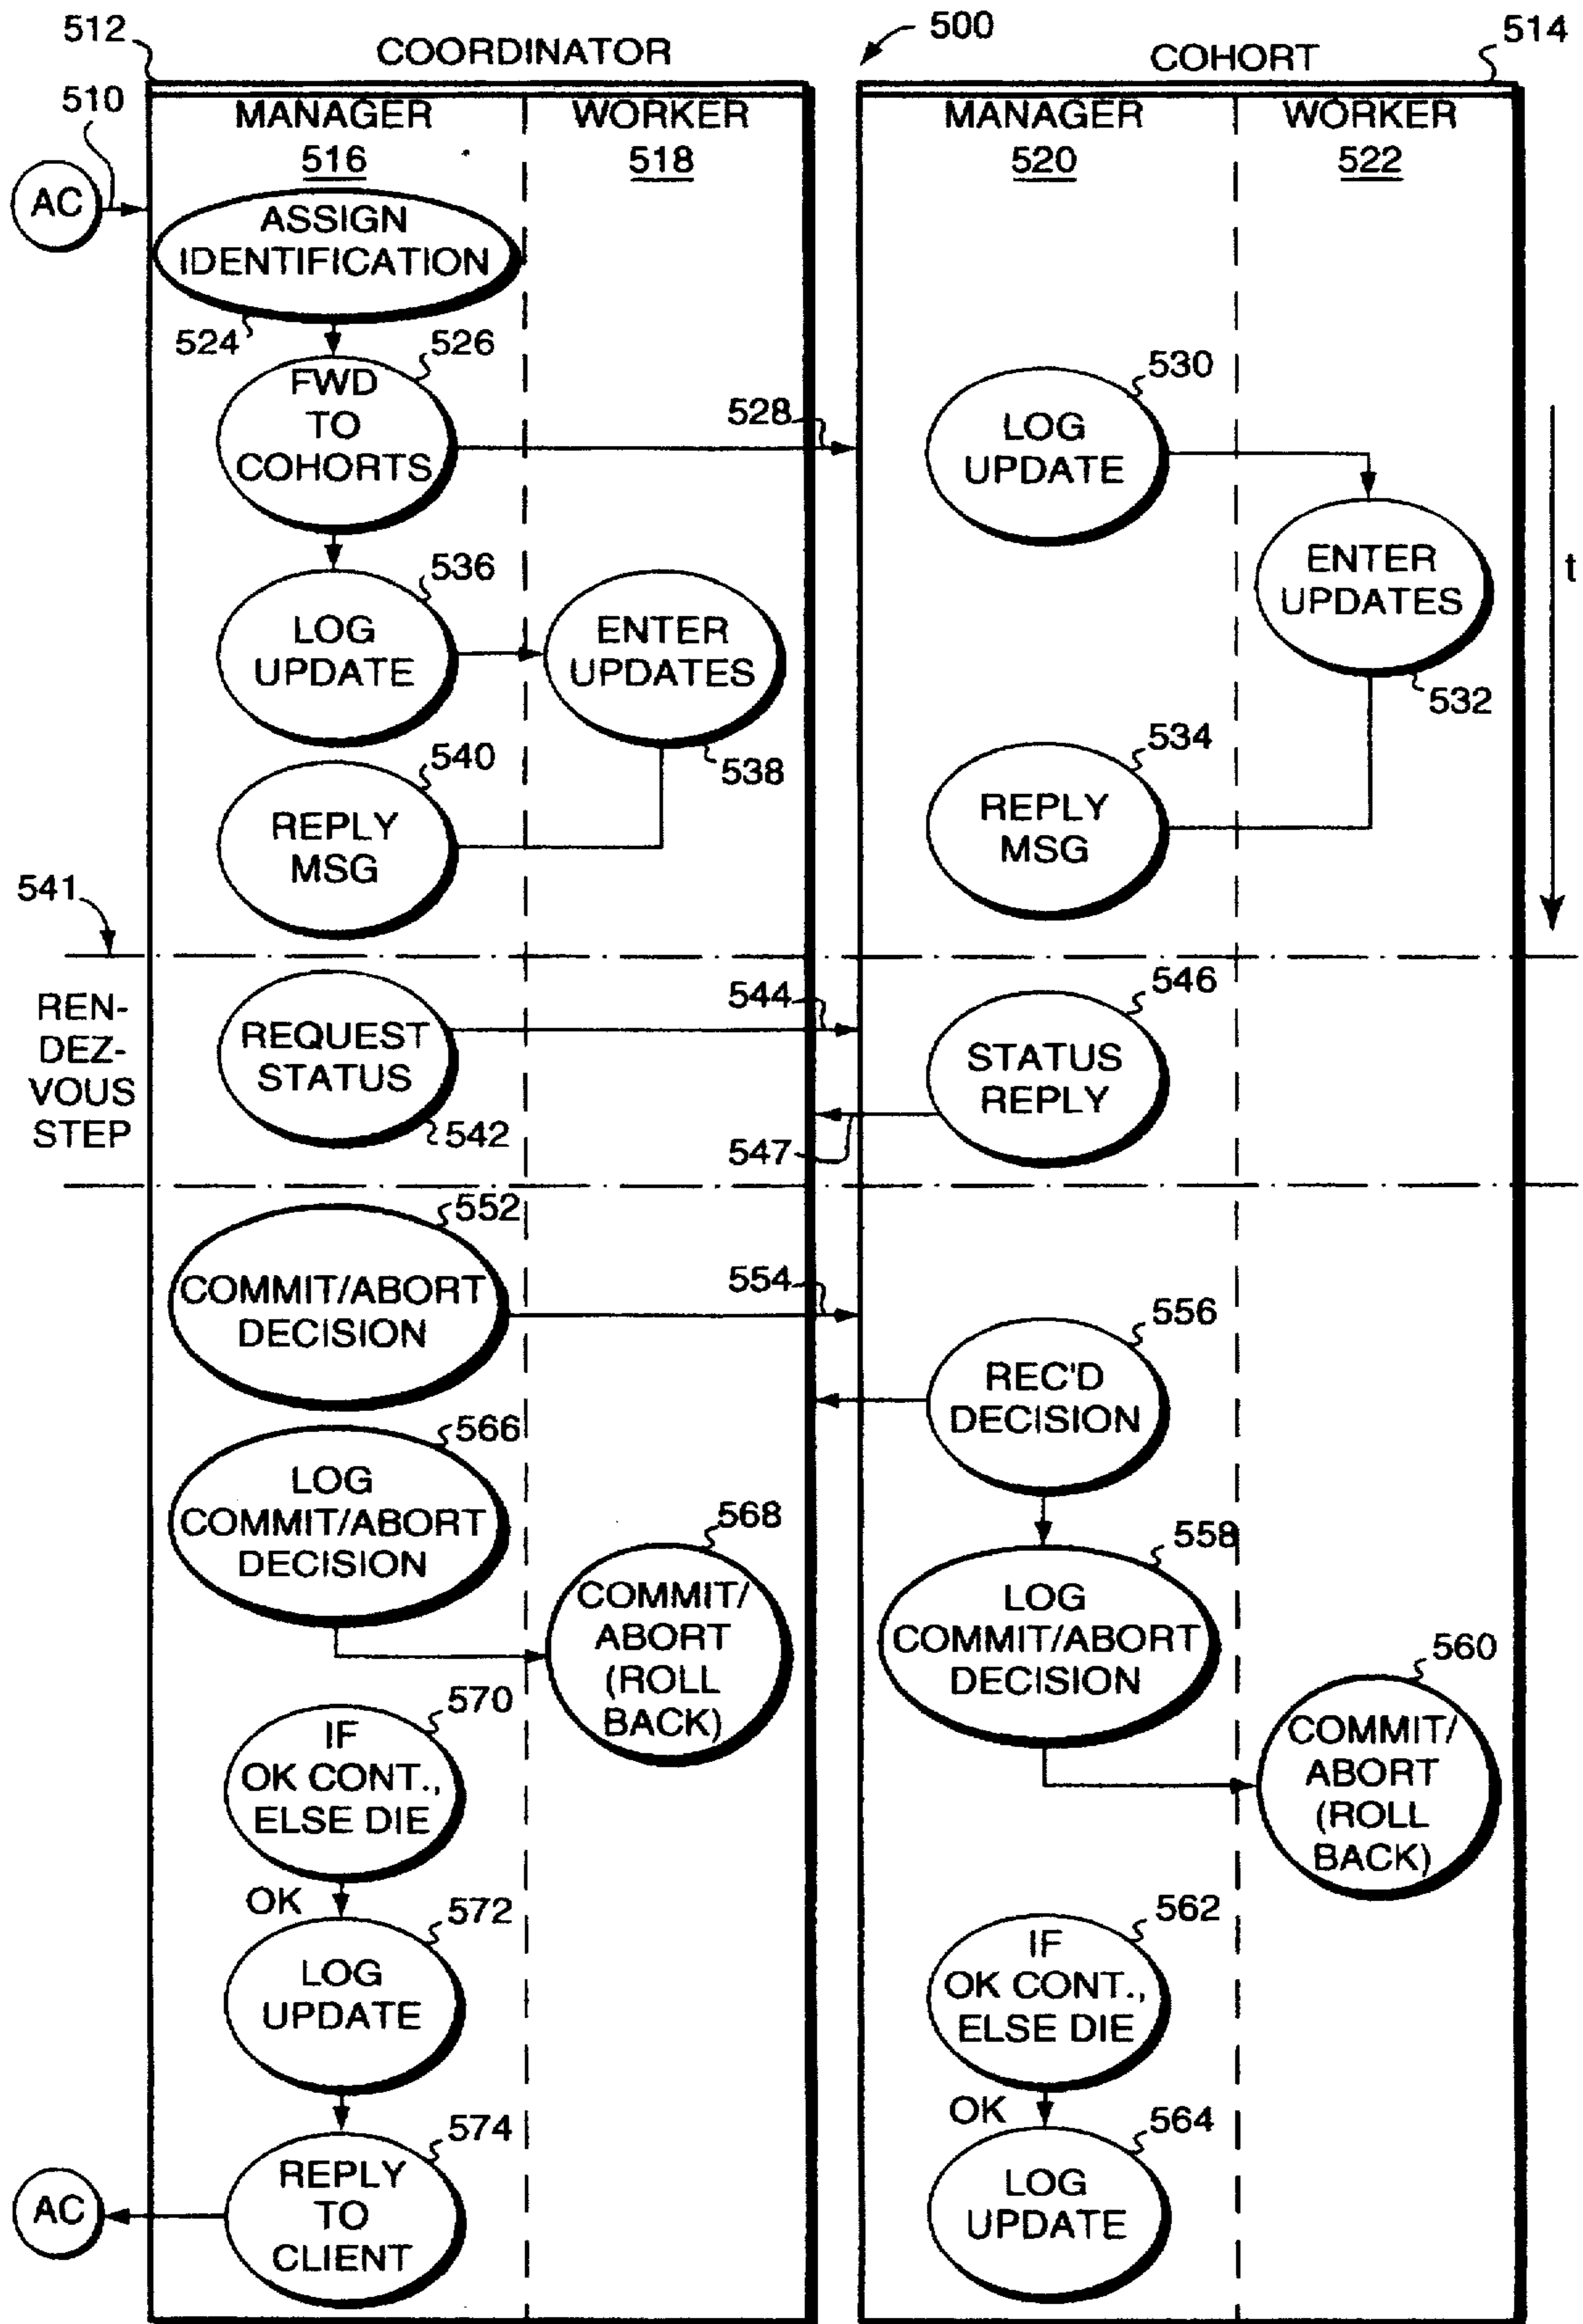 512
COORDINATOR
500
COHORT
514
510
MANAGER
516
WORKER
518
MANAGER
520
WORKER
522
AC
ASSIGN
IDENTIFICATION
524
526
FWD
TO
COHORTS
528
530
LOG
UPDATE
t
ENTER
UPDATES
532
536
LOG
UPDATE
ENTER
UPDATES
538
534
REPLY
MSG
540
REPLY
MSG
541
REN-
DEZ-
VOUS
STEP
REQUEST
STATUS
542
544
546
STATUS
REPLY
547
552
COMMIT/ABORT
DECISION
554
556
REC'D
DECISION
566
LOG
COMMIT/ABORT
DECISION
568
COMMIT/
ABORT
(ROLL
BACK)
558
LOG
COMMIT/ABORT
DECISION
560
COMMIT/
ABORT
(ROLL
BACK)
570
IF
OK CONT.,
ELSE DIE
OK
572
LOG
UPDATE
562
IF
OK CONT.,
ELSE DIE
OK
564
LOG
UPDATE
574
REPLY
TO
CLIENT
AC